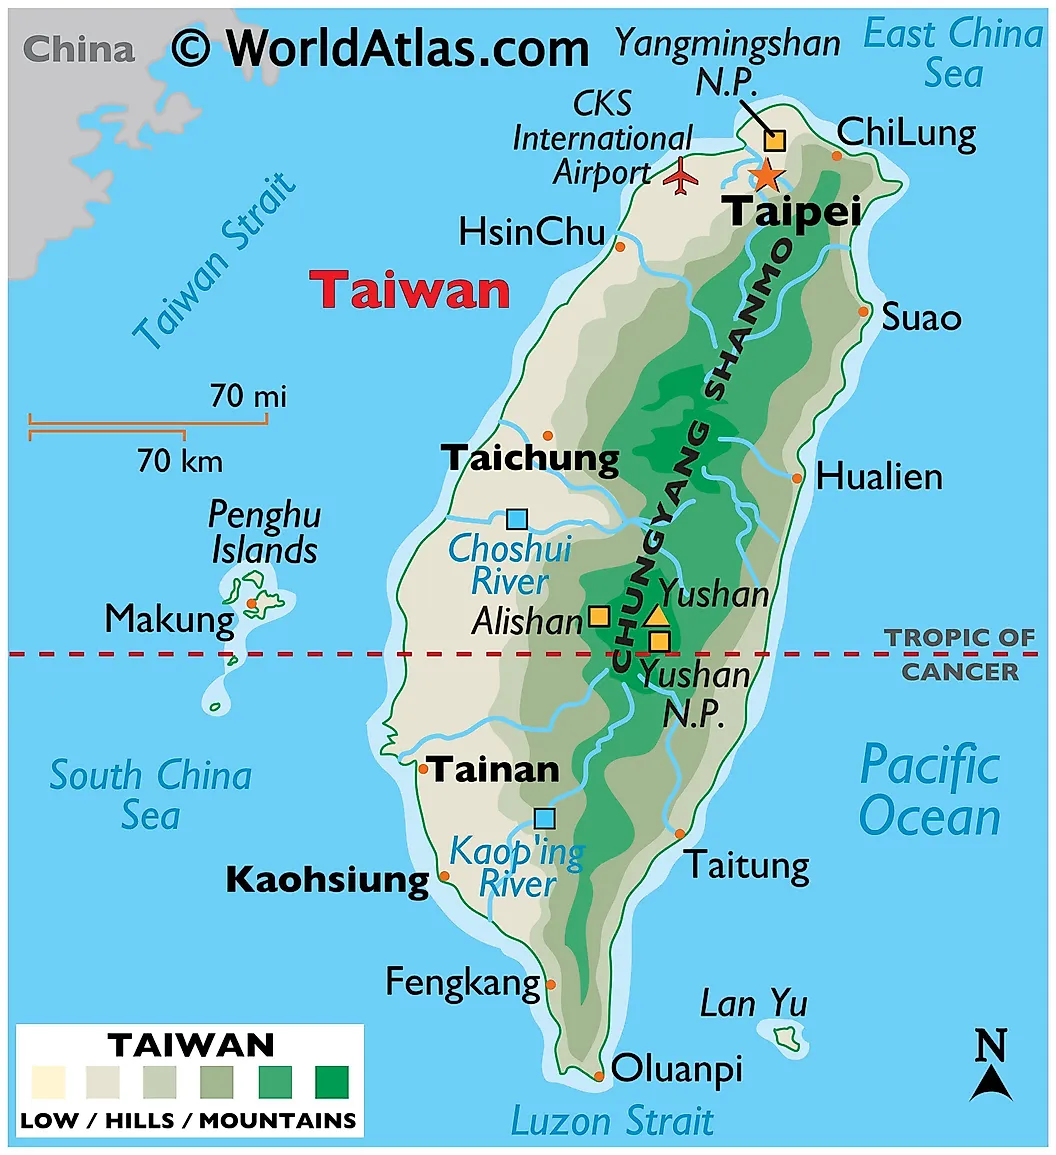 China
© WorldAtlas.com
Yangmingshan
N.P.
East China
Sea
CKS
International
Airport
ChiLung
Taiwan Strait
Taipei
HsinChu
Taiwan
Suao
CHUNGYANG SHANMO
70 mi
70 km
Taichung
Hualien
Penghu
Islands
Choshui
River
Makung
Alishan
Yushan
TROPIC OF
CANCER
Yushan
N.P.
South China
Sea
Tainan
Pacific
Ocean
Kaop'ing
River
Kaohsiung
Taitung
Fengkang
Lan Yu
Oluanpi
Luzon Strait
N
TAIWAN
LOW / HILLS / MOUNTAINS